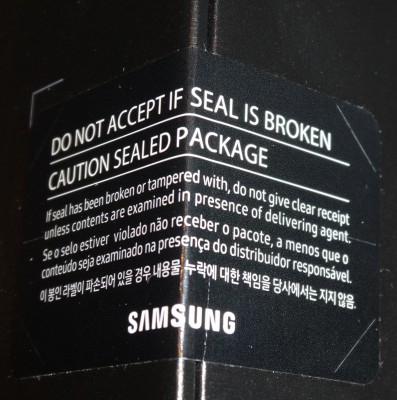 DO NOT ACCEPT IF SEAL IS BROKEN
CAUTION SEALED PACKAGE
If seal has been broken or tampered with, do not give clear receipt
unless contents are examined in presence of delivering agent.
Se o selo estiver violado não receber o pacote, a menos que o
conteúdo seja examinado na presença do distribuidor responsável.
이 봉인 라벨이 파손되어 있을 경우 내용물 누락에 대한 책임을 당사에서는 지지 않음.
SAMSUNG